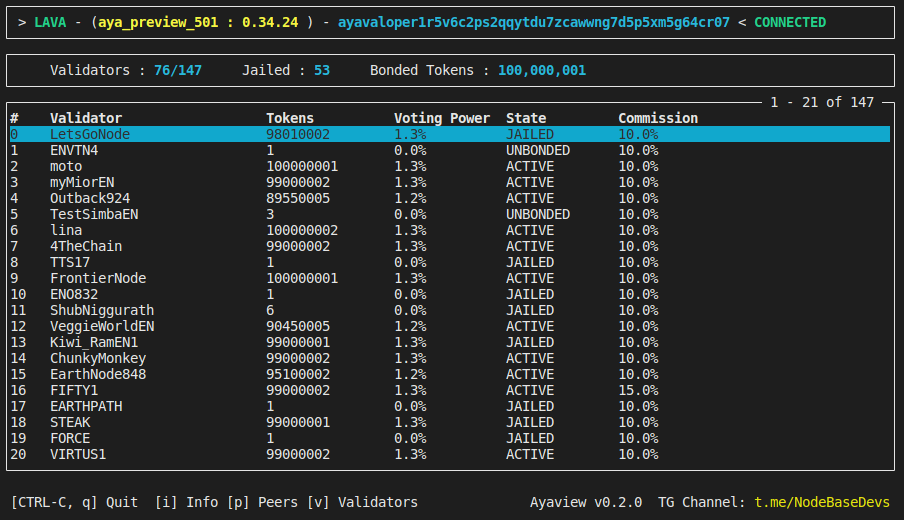 > LAVA - (aya_preview_501 : 0.34.24 ) - ayavaloper1r5v6c2ps2qqytdu7zcawwng7d5p5xm5g64cr07 < CONNECTED
Validators : 76/147 Jailed : 53 Bonded Tokens : 100,000,001
1 - 21 of 147
# Validator Tokens Voting Power State Commission
0 LetsGoNode 98010002 1.3% JAILED 10.0%
1 ENVTN4 1 0.0% UNBONDED 10.0%
2 moto 100000001 1.3% ACTIVE 10.0%
3 myMiorEN 99000002 1.3% ACTIVE 10.0%
4 Outback924 89550005 1.2% ACTIVE 10.0%
5 TestSimbaEN 3 0.0% UNBONDED 10.0%
6 lina 100000002 1.3% ACTIVE 10.0%
7 4TheChain 99000002 1.3% ACTIVE 10.0%
8 TTS17 1 0.0% JAILED 10.0%
9 FrontierNode 100000001 1.3% ACTIVE 10.0%
10 ENO832 1 0.0% JAILED 10.0%
11 ShubNiggurath 6 0.0% JAILED 10.0%
12 VeggieWorldEN 90450005 1.2% ACTIVE 10.0%
13 Kiwi_RamEN1 99000001 1.3% JAILED 10.0%
14 ChunkyMonkey 99000002 1.3% ACTIVE 10.0%
15 EarthNode848 95100002 1.2% ACTIVE 10.0%
16 FIFTY1 99000002 1.3% ACTIVE 15.0%
17 EARTHPATH 1 0.0% JAILED 10.0%
18 STEAK 99000001 1.3% JAILED 10.0%
19 FORCE 1 0.0% JAILED 10.0%
20 VIRTUS1 99000002 1.3% ACTIVE 10.0%
[CTRL-C, q] Quit [i] Info [p] Peers [v] Validators Ayaview v0.2.0 TG Channel: t.me/NodeBaseDevs